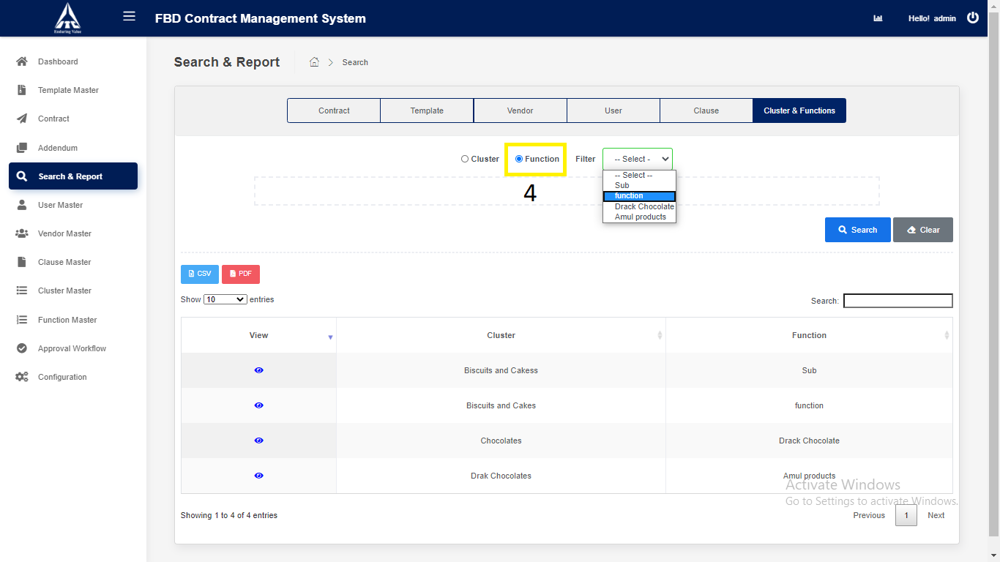 FBD Contract Management System
Hello! admin
ITC
Enduring Value
Dashboard
Template Master
Contract
Addendum
Search & Report
User Master
Vendor Master
Clause Master
Cluster Master
Function Master
Approval Workflow
Configuration
Search & Report
Search
Contract Template Vendor User Clause Cluster & Functions
Cluster Function Filter -- Select -
-- Select --
Sub
function
Drack Chocolate
Amul products
4
Search Clear
CSV PDF
Show 10 entries
Search:
View Cluster Function
Biscuits and Cakess Sub
Biscuits and Cakes function
Chocolates Drack Chocolate
Drak Chocolates Amul products
Activate Windows
Go to Settings to activate Windows.
Showing 1 to 4 of 4 entries
Previous 1 Next